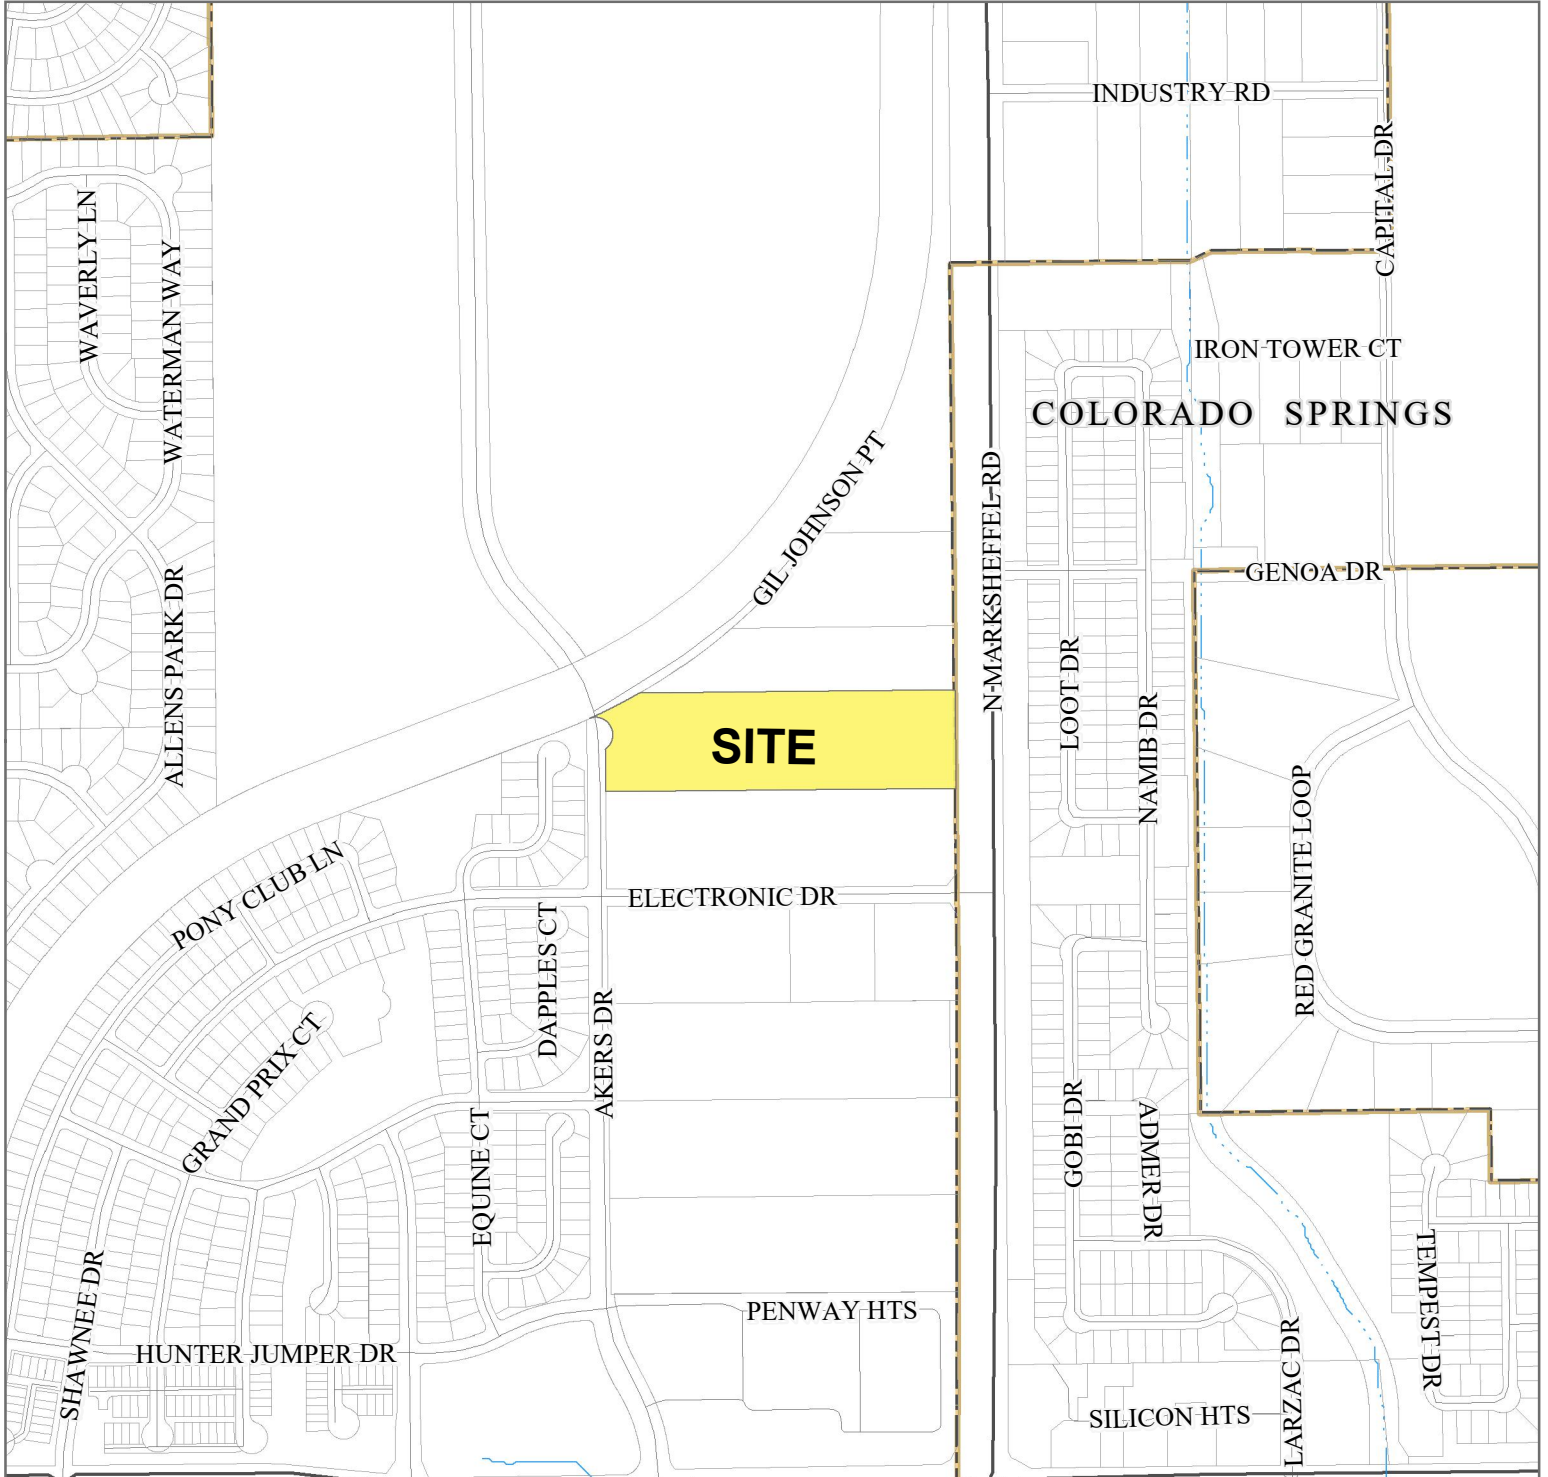 INDUSTRY RD
CAPITAL DR
WAVERLY LN
WATERMAN WAY
IRON TOWER CT
COLORADO SPRINGS
GIL JOHNSON PT
N MARKSHEFFEL RD
GENOA DR
ALLENS PARK DR
LOOT DR
NAMIB DR
SITE
RED GRANITE LOOP
PONY CLUB LN
ELECTRONIC DR
DAPPLES CT
AKERS DR
GRAND PRIX CT
EQUINE CT
GOBI DR
ADMER DR
TEMPEST DR
SHAWNEE DR
PENWAY HTS
HUNTER JUMPER DR
LARZAC DR
SILICON HTS